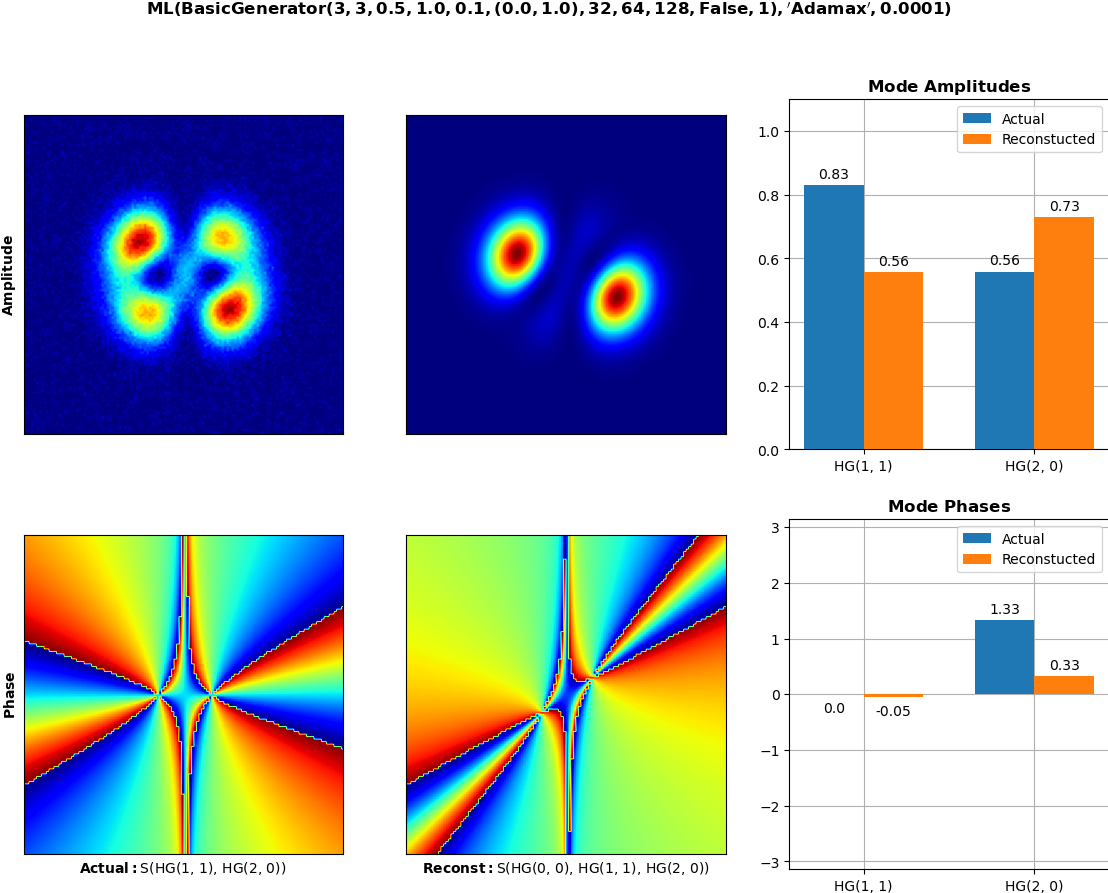 ML(BasicGenerator(3, 3, 0.5, 1.0, 0.1, (0.0, 1.0), 32, 64, 128, False, 1), ′Adamax′, 0.0001)
Amplitude
Mode Amplitudes
Actual
Reconstucted
1.0
0.8
0.6
0.4
0.2
0.0
0.83
0.56
0.56
0.73
HG(1, 1)
HG(2, 0)
Phase
Actual: S(HG(1, 1), HG(2, 0))
Reconst: S(HG(0, 0), HG(1, 1), HG(2, 0))
Mode Phases
Actual
Reconstucted
3
2
1
0
−1
−2
−3
0.0
-0.05
1.33
0.33
HG(1, 1)
HG(2, 0)